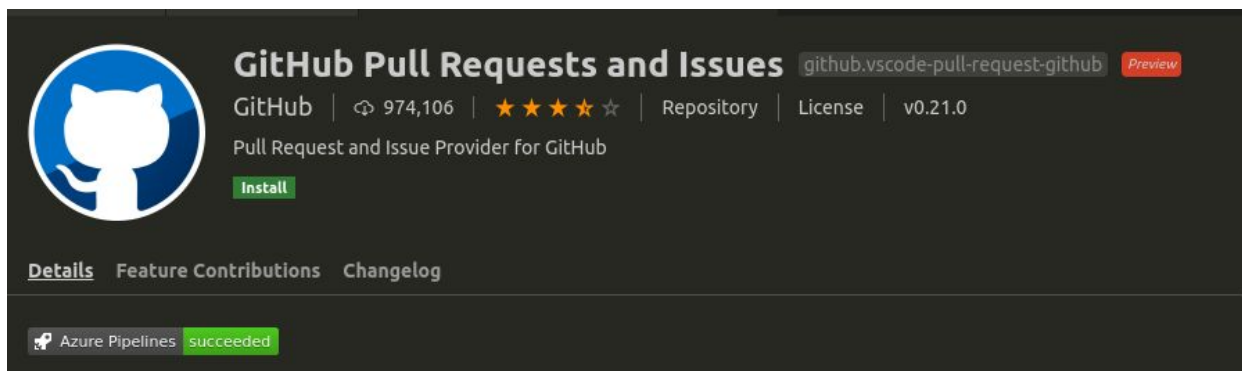 GitHub Pull Requests and Issues github.vscode-pull-request-github Preview
GitHub 974,106 Repository License v0.21.0
Pull Request and Issue Provider for GitHub
Install
Details Feature Contributions Changelog
Azure Pipelines succeeded